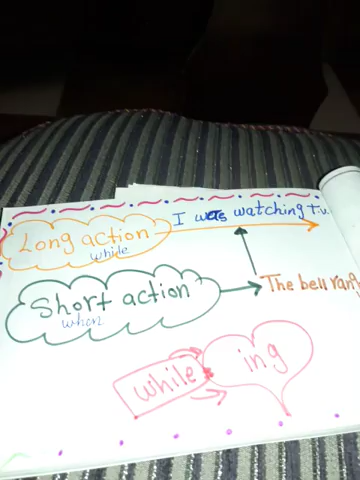 Long action
while
I was watching t.v.
Short action
when
The bell rang
while
ing